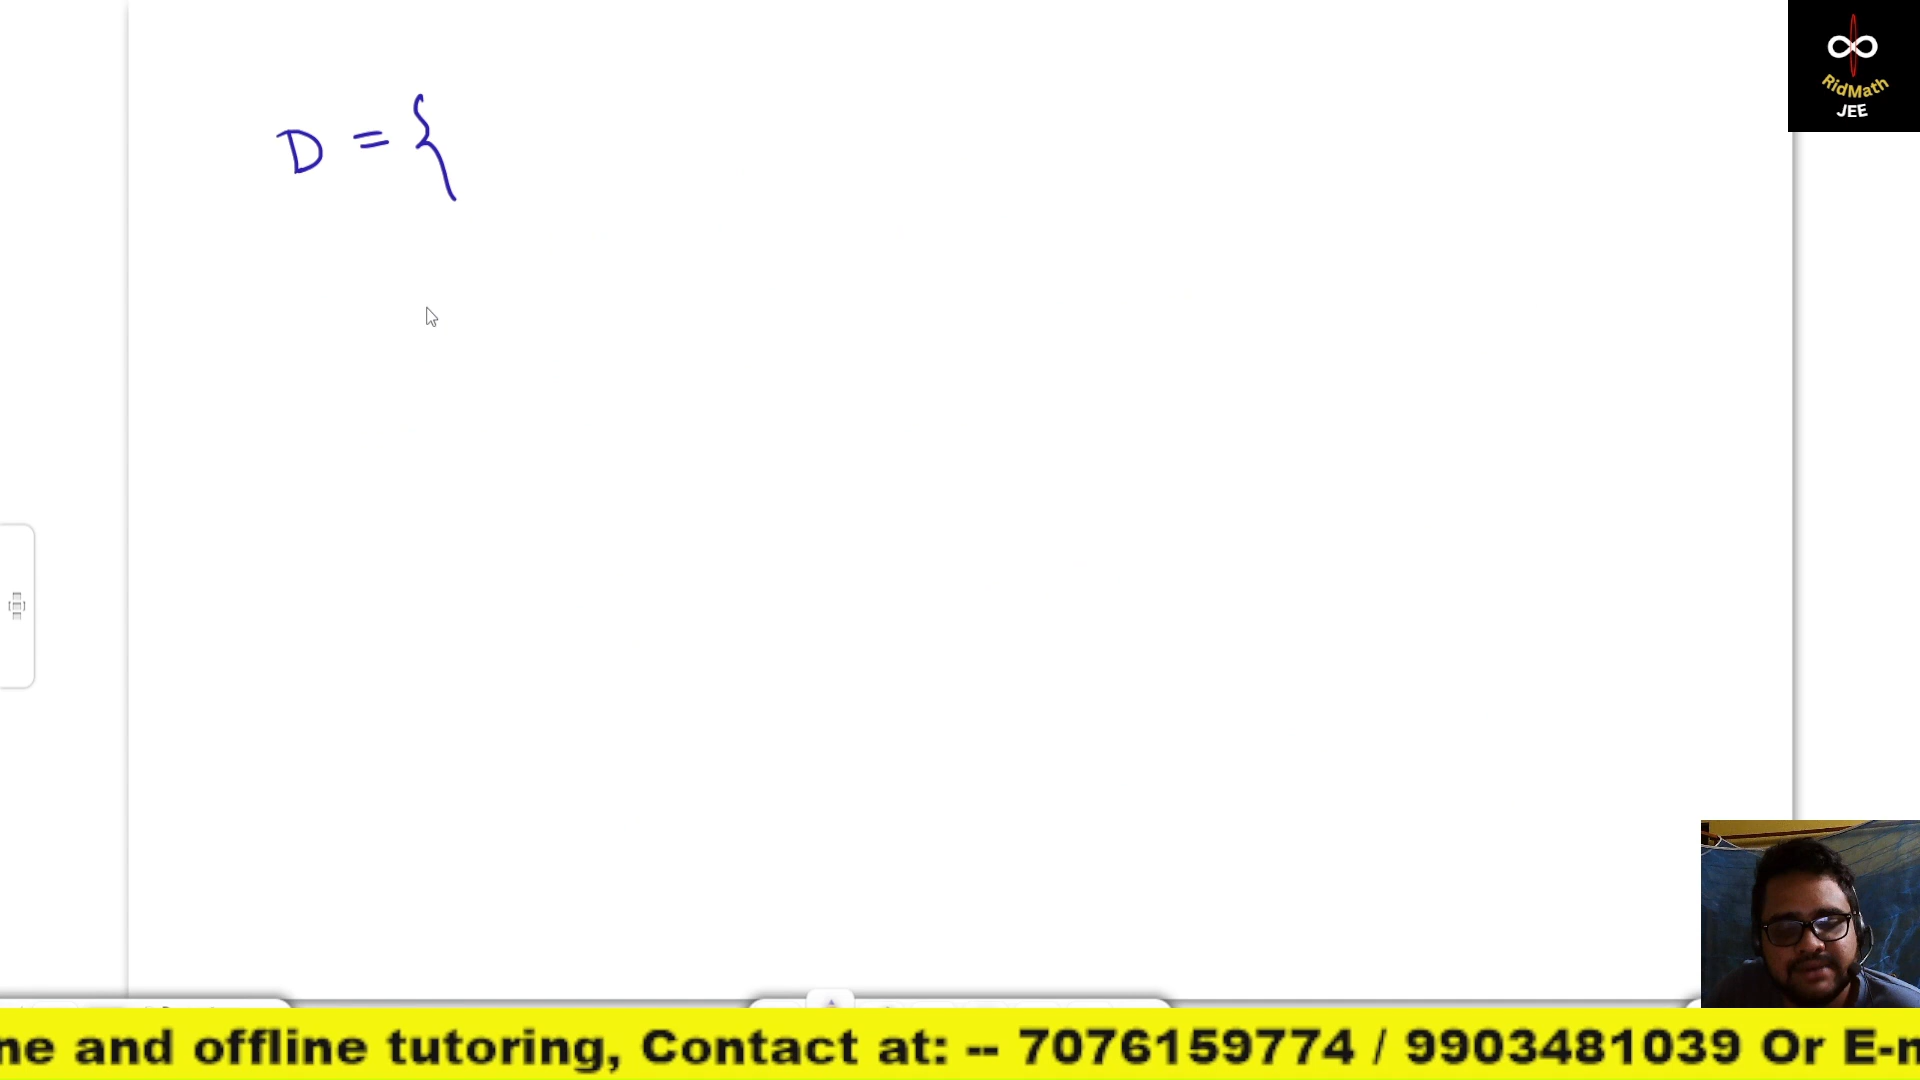 D = {
RidMath
JEE
ne and offline tutoring, Contact at: -- 7076159774 / 9903481039 Or E-